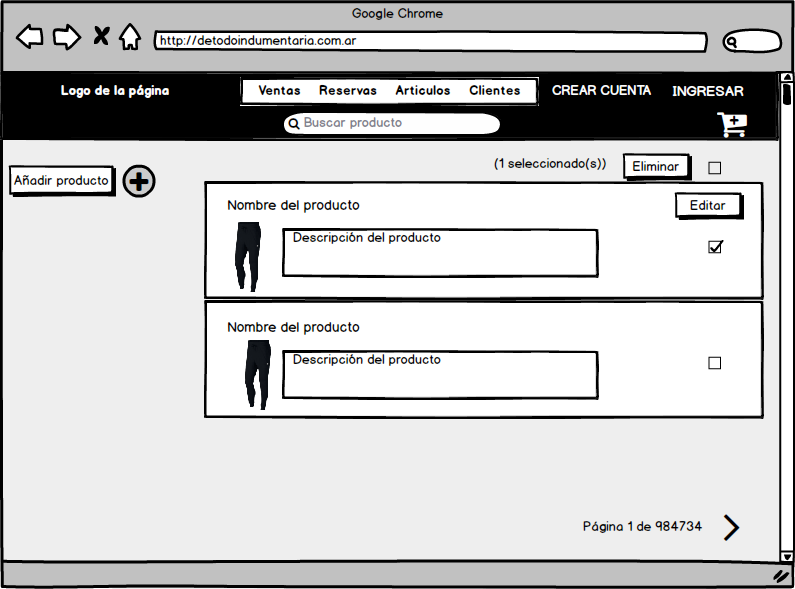 Google Chrome
http://detodoindumentaria.com.ar
Logo de la página
Ventas Reservas Articulos Clientes
CREAR CUENTA INGRESAR
Buscar producto
Añadir producto
(1 seleccionado(s))
Eliminar
Nombre del producto
Editar
Descripción del producto
Nombre del producto
Descripción del producto
Página 1 de 984734